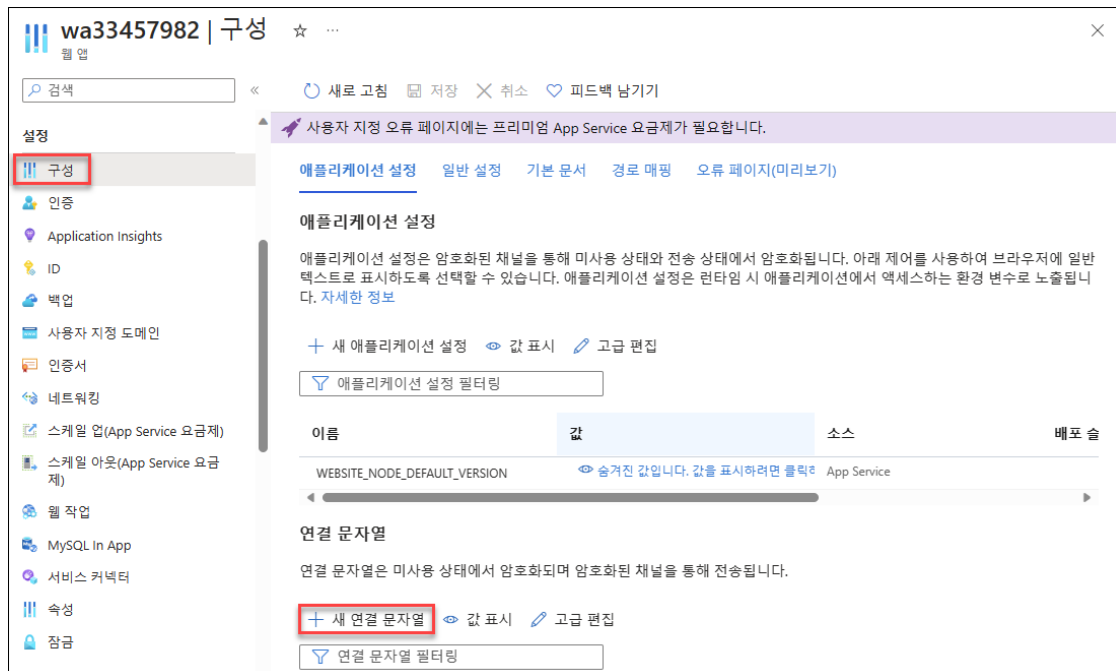 wa33457982 | 구성
웹 앱
검색
새로 고침
저장
취소
피드백 남기기
설정
구성
인증
Application Insights
ID
백업
사용자 지정 도메인
인증서
네트워킹
스케일 업(App Service 요금제)
스케일 아웃(App Service 요금
제)
웹 작업
MySQL In App
서비스 커넥터
속성
잠금
사용자 지정 오류 페이지에는 프리미엄 App Service 요금제가 필요합니다.
애플리케이션 설정
일반 설정
기본 문서
경로 매핑
오류 페이지(미리보기)
애플리케이션 설정
애플리케이션 설정은 암호화된 채널을 통해 미사용 상태와 전송 상태에서 암호화됩니다. 아래 제어를 사용하여 브라우저에 일반
텍스트로 표시하도록 선택할 수 있습니다. 애플리케이션 설정은 런타임 시 애플리케이션에서 액세스하는 환경 변수로 노출됩니
다. 자세한 정보
새 애플리케이션 설정
값 표시
고급 편집
애플리케이션 설정 필터링
이름
값
소스
배포 슬
WEBSITE_NODE_DEFAULT_VERSION
숨겨진 값입니다. 값을 표시하려면 클릭하
App Service
연결 문자열
연결 문자열은 미사용 상태에서 암호화되며 암호화된 채널을 통해 전송됩니다.
새 연결 문자열
값 표시
고급 편집
연결 문자열 필터링